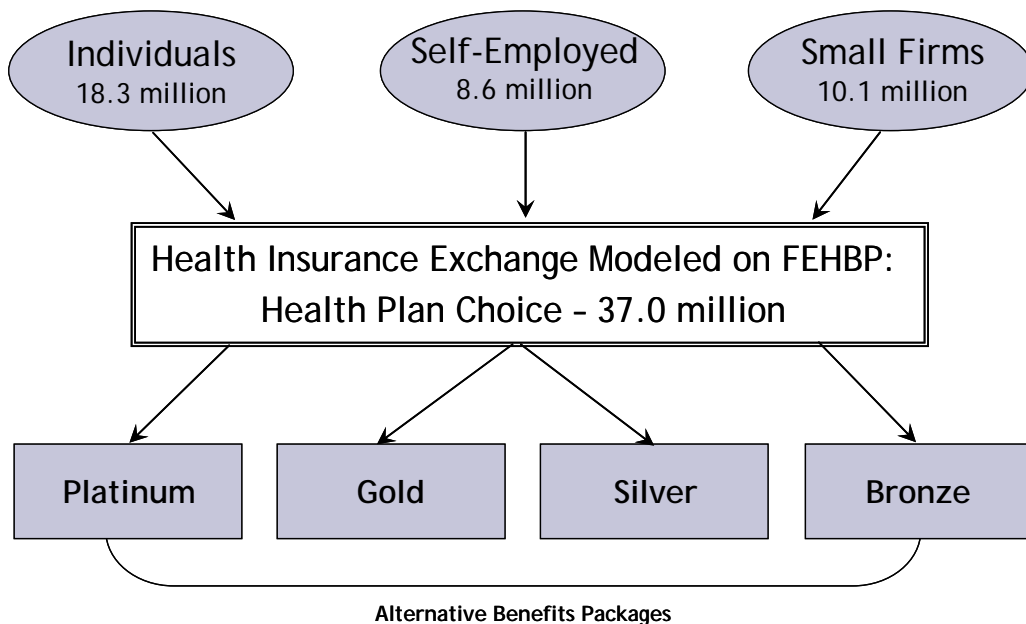 Individuals
18.3 million
Self-Employed
8.6 million
Small Firms
10.1 million
Health Insurance Exchange Modeled on FEHBP:
Health Plan Choice – 37.0 million
Platinum
Gold
Silver
Bronze
Alternative Benefits Packages